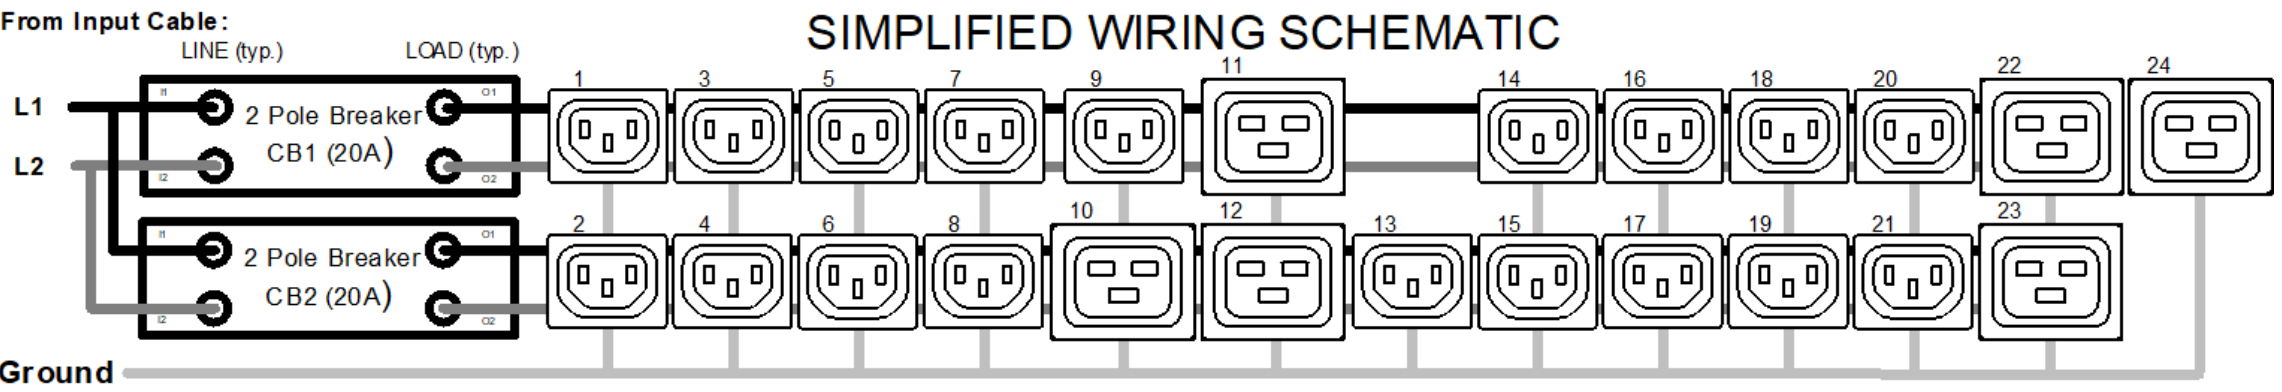 From Input Cable:
SIMPLIFIED WIRING SCHEMATIC
LINE (typ.) LOAD (typ.)
1 3 5 7 9 11 14 16 18 20 22 24
L1
I1 O1
2 Pole Breaker
CB1 (20A)
L2
I2 O2
2 4 6 8 10 12 13 15 17 19 21 23
I1 O1
2 Pole Breaker
CB2 (20A)
I2 O2
Ground